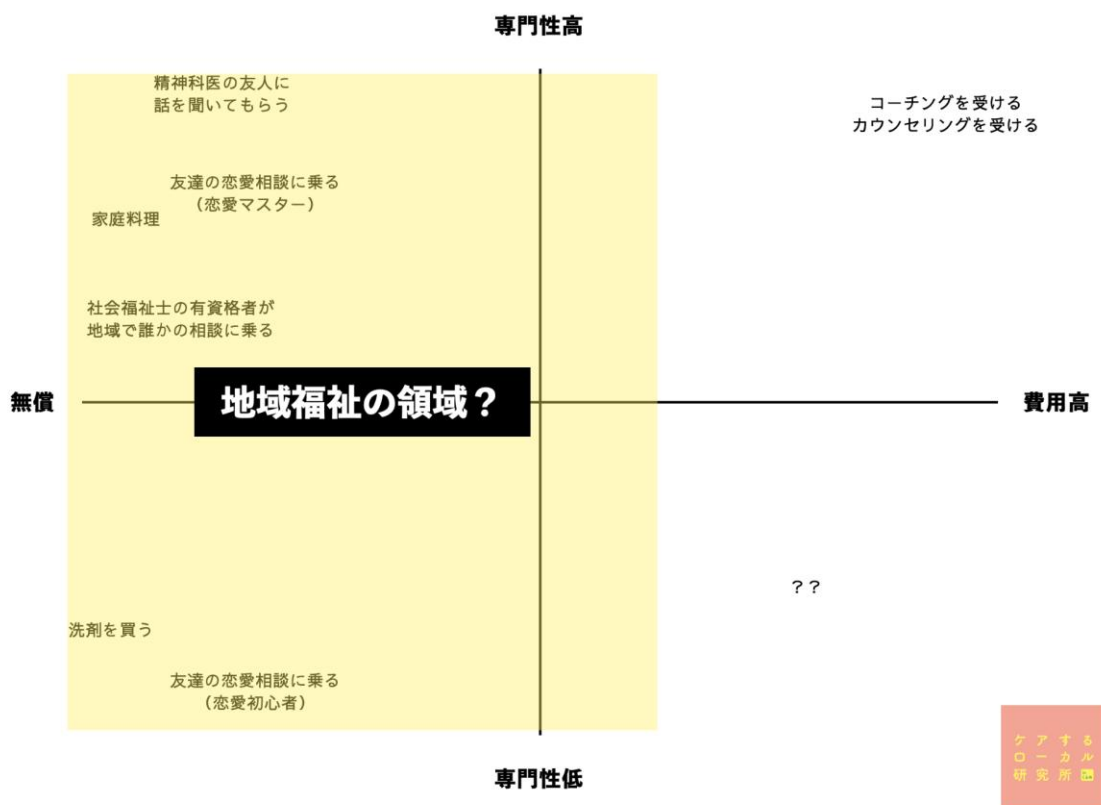 専門性高
精神科医の友人に
話を聞いてもらう
コーチングを受ける
カウンセリングを受ける
友達の恋愛相談に乗る
（恋愛マスター）
家庭料理
社会福祉士の有資格者が
地域で誰かの相談に乗る
無償
地域福祉の領域？
費用高
？？
洗剤を買う
友達の恋愛相談に乗る
（恋愛初心者）
専門性低
ケアする
ローカル
研究所